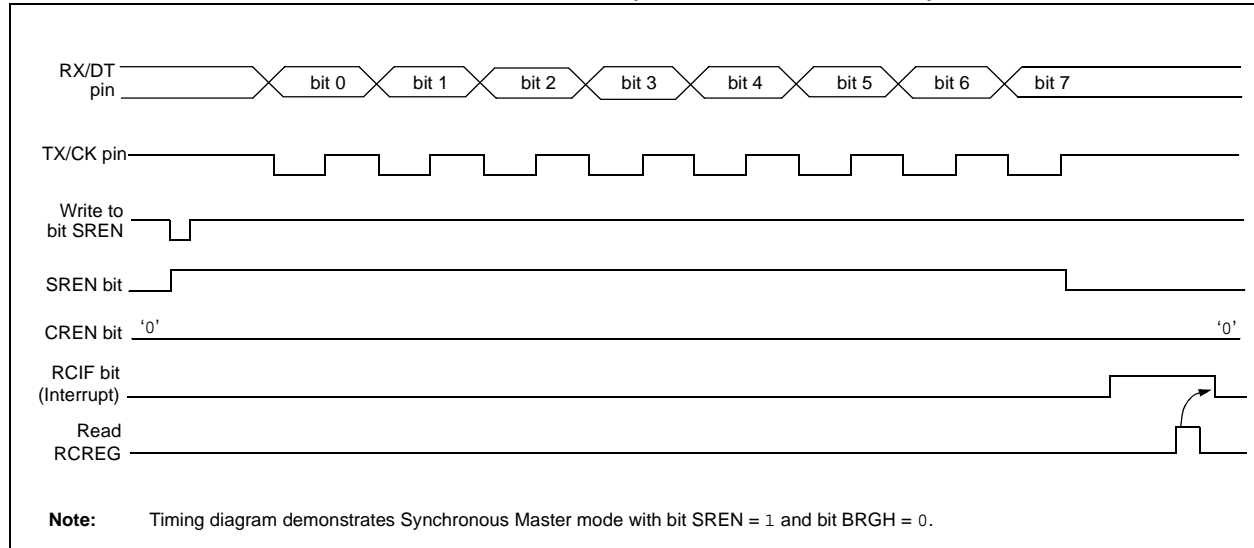 RX/DT
pin
bit 0 bit 1 bit 2 bit 3 bit 4 bit 5 bit 6 bit 7
TX/CK pin
Write to
bit SREN
SREN bit
CREN bit ‘0’ ‘0’
RCIF bit
(Interrupt)
Read
RCREG
Note: Timing diagram demonstrates Synchronous Master mode with bit SREN = 1 and bit BRGH = 0.